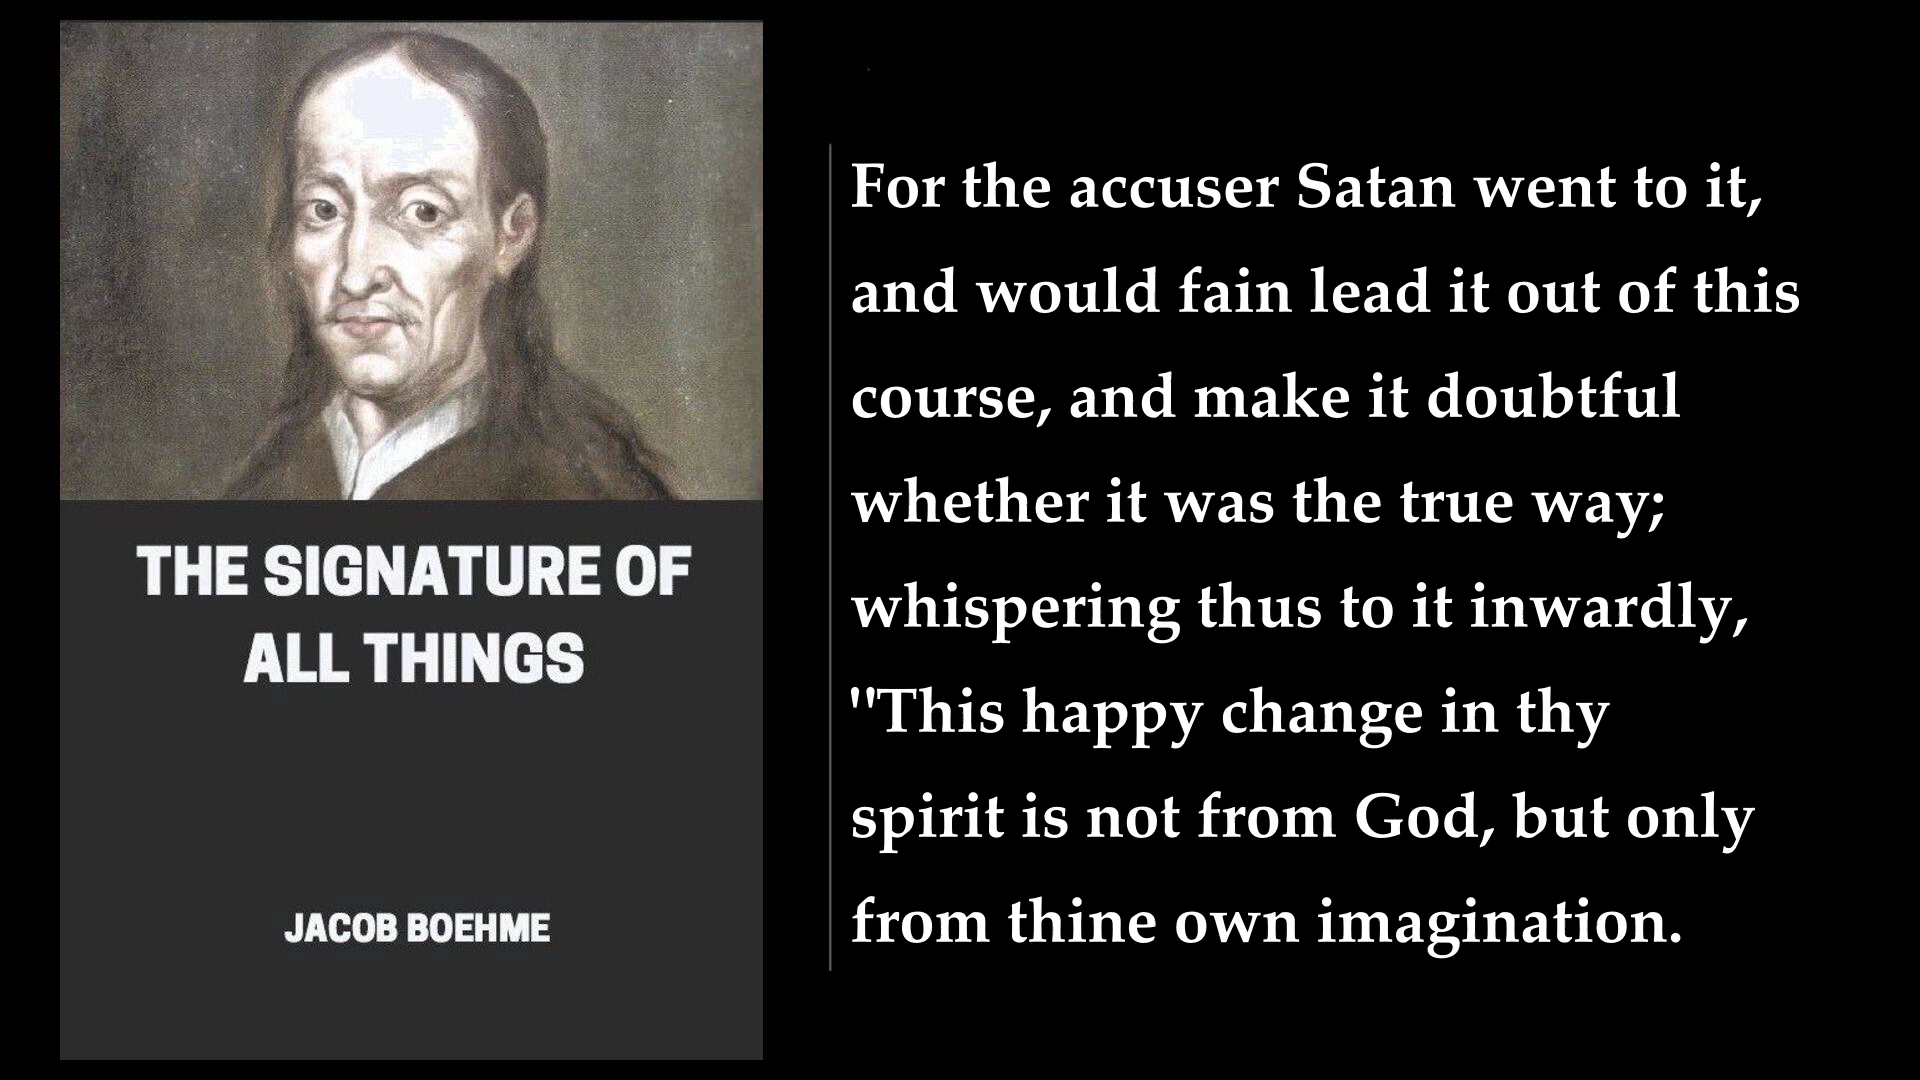 THE SIGNATURE OF
ALL THINGS
JACOB BOEHME
For the accuser Satan went to it,
and would fain lead it out of this
course, and make it doubtful
whether it was the true way;
whispering thus to it inwardly,
"This happy change in thy
spirit is not from God, but only
from thine own imagination.